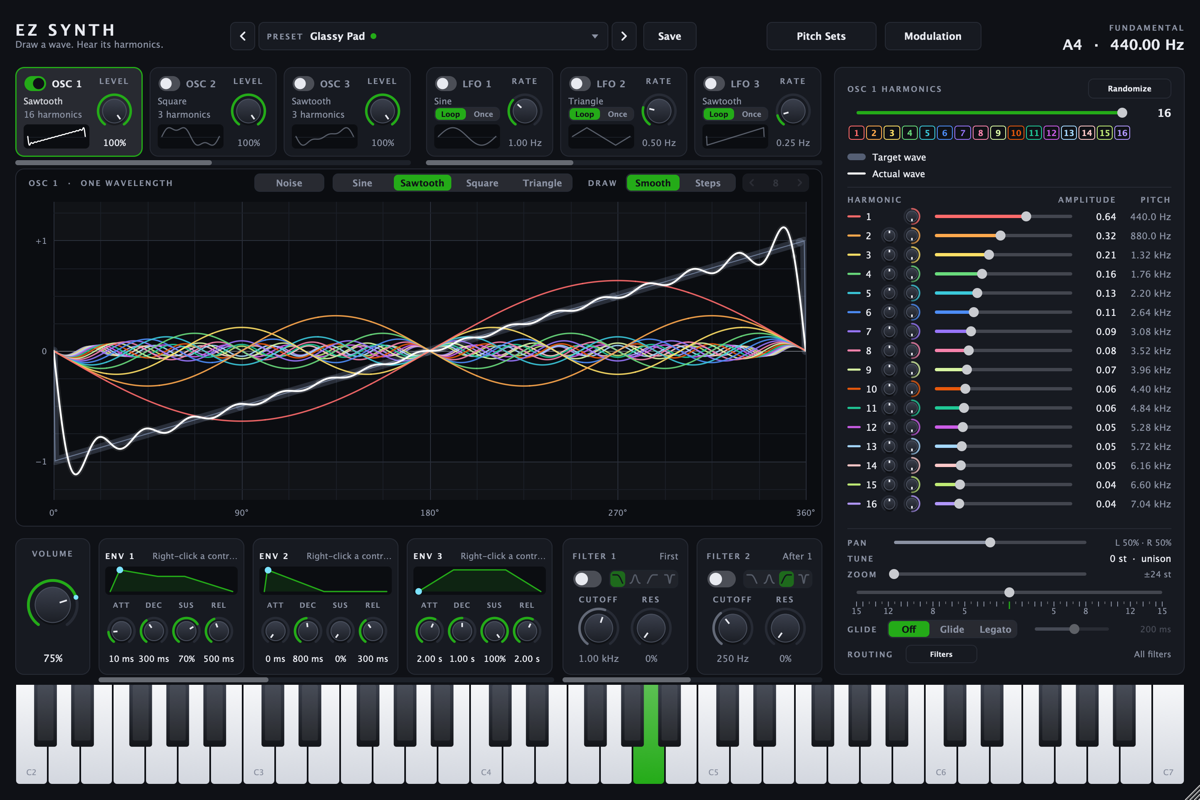 EZ SYNTH
Draw a wave. Hear its harmonics.
PRESET Glassy Pad
Save
Pitch Sets
Modulation
FUNDAMENTAL
A4 · 440.00 Hz
OSC 1 LEVEL
Sawtooth
16 harmonics
100%
OSC 2 LEVEL
Square
3 harmonics
100%
OSC 3 LEVEL
Sawtooth
3 harmonics
100%
LFO 1 RATE
Sine
Loop Once
1.00 Hz
LFO 2 RATE
Triangle
Loop Once
0.50 Hz
LFO 3 RATE
Sawtooth
Loop Once
0.25 Hz
OSC 1 · ONE WAVELENGTH
Noise
Sine Sawtooth Square Triangle
DRAW Smooth Steps
8
+1
0
−1
0° 90° 180° 270° 360°
OSC 1 HARMONICS
Randomize
16
1 2 3 4 5 6 7 8 9 10 11 12 13 14 15 16
Target wave
Actual wave
HARMONIC AMPLITUDE PITCH
1 0.64 440.0 Hz
2 0.32 880.0 Hz
3 0.21 1.32 kHz
4 0.16 1.76 kHz
5 0.13 2.20 kHz
6 0.11 2.64 kHz
7 0.09 3.08 kHz
8 0.08 3.52 kHz
9 0.07 3.96 kHz
10 0.06 4.40 kHz
11 0.06 4.84 kHz
12 0.05 5.28 kHz
13 0.05 5.72 kHz
14 0.05 6.16 kHz
15 0.04 6.60 kHz
16 0.04 7.04 kHz
PAN L 50% · R 50%
TUNE 0 st · unison
ZOOM ±24 st
15 12 8 5 5 8 12 15
GLIDE Off Glide Legato 200 ms
ROUTING Filters All filters
VOLUME
75%
ENV 1 Right-click a contr...
ATT DEC SUS REL
10 ms 300 ms 70% 500 ms
ENV 2 Right-click a contr...
ATT DEC SUS REL
0 ms 800 ms 0% 300 ms
ENV 3 Right-click a contr...
ATT DEC SUS REL
2.00 s 1.00 s 100% 2.00 s
FILTER 1 First
CUTOFF RES
1.00 kHz 0%
FILTER 2 After 1
CUTOFF RES
250 Hz 0%
C2 C3 C4 C5 C6 C7